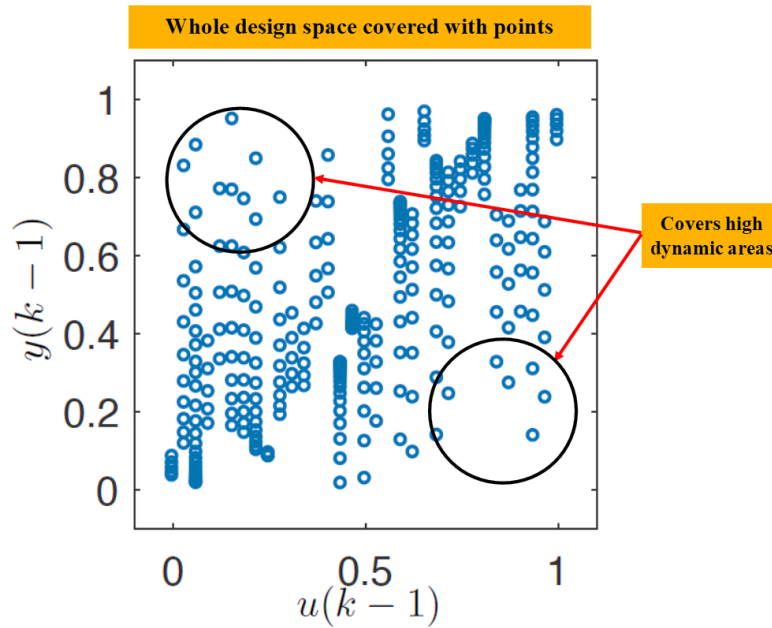 Whole design space covered with points
1
0.8
0.6
0.4
0.2
0
y(k − 1)
0
0.5
1
u(k − 1)
Covers high
dynamic areas